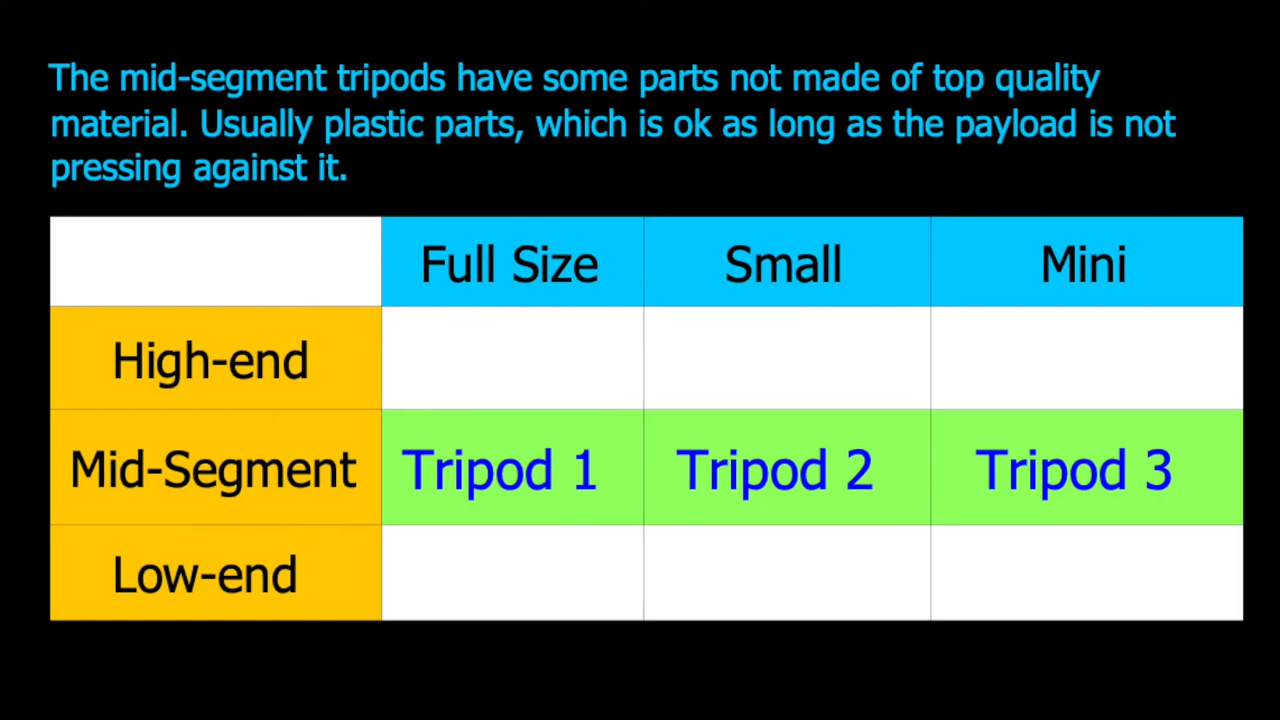 The mid-segment tripods have some parts not made of top quality
material. Usually plastic parts, which is ok as long as the payload is not
pressing against it.
Full Size Small Mini
High-end
Mid-Segment Tripod 1 Tripod 2 Tripod 3
Low-end